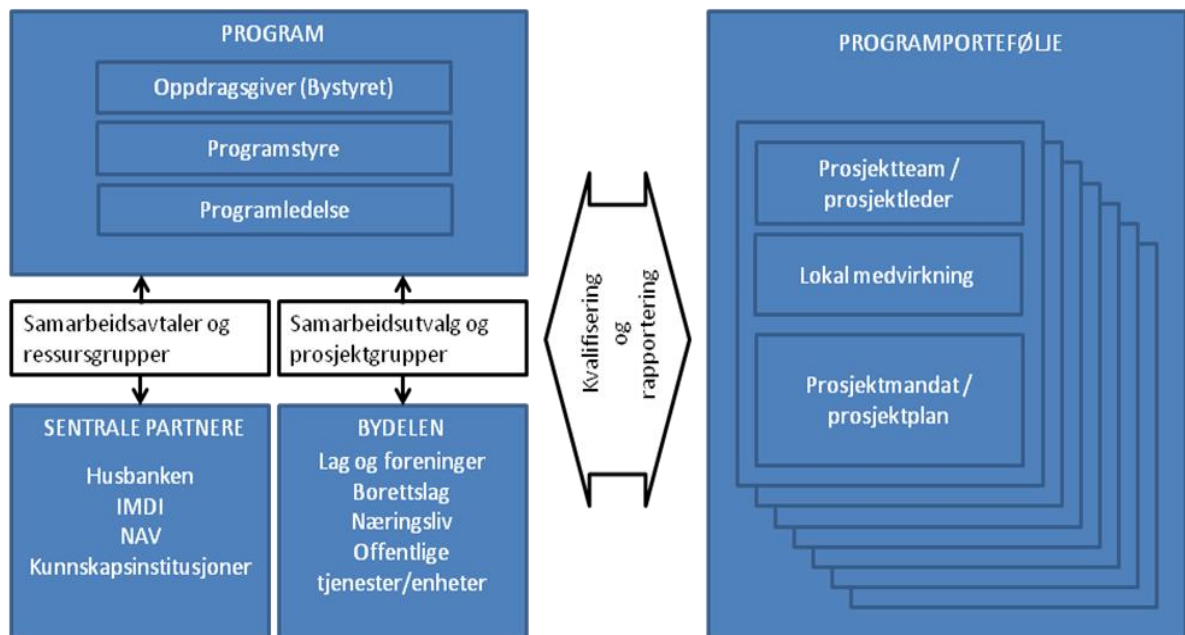 PROGRAM
Oppdragsgiver (Bystyret)
Programstyre
Programledelse
Samarbeidsavtaler og
ressursgrupper
Samarbeidsutvalg og
prosjektgrupper
SENTRALE PARTNERE
Husbanken
IMDI
NAV
Kunnskapsinstitusjoner
BYDELEN
Lag og foreninger
Borettslag
Næringsliv
Offentlige
tjenester/enheter
Kvalifisering
og
rapportering
PROGRAMPORTEFØLJE
Prosjektteam /
prosjektleder
Lokal medvirkning
Prosjektmandat /
prosjektplan